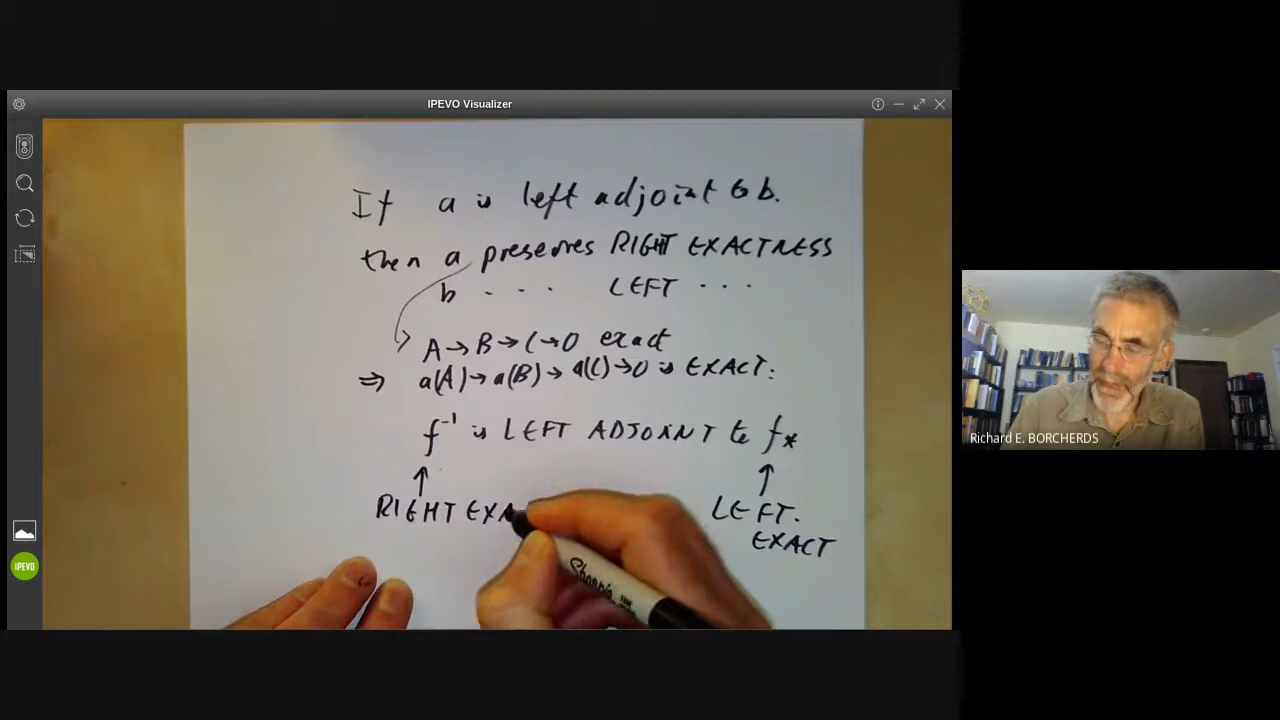 IPEVO Visualizer
If a is left adjoint to b.
then a preserves RIGHT EXACTNESS
b . . . LEFT . . .
A → B → C → 0 exact
⇒ a(A) → a(B) → a(C) → 0 is EXACT.
f⁻¹ is LEFT ADJOINT to f*
↑ ↑
RIGHT EXA LEFT.
EXACT
Sharpie
IPEVO
Richard E. BORCHERDS